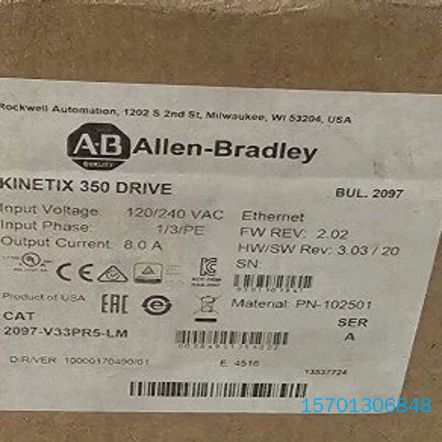 Rockwell Automation, 1202 S 2nd St, Milwaukee, WI 53204, USA
AB QUALITY Allen-Bradley
KINETIX 350 DRIVE BUL. 2097
Input Voltage: 120/240 VAC Ethernet
Input Phase: 1/3/PE FW REV: 2.02
Output Current: 8.0 A HW/SW Rev: 3.03 / 20
SN:
Product of USA Material: PN-102501
CAT SER
2097-V33PR5-LM A
DIR/VER: 10000170490/01 E. 4516 13537724
15701306848